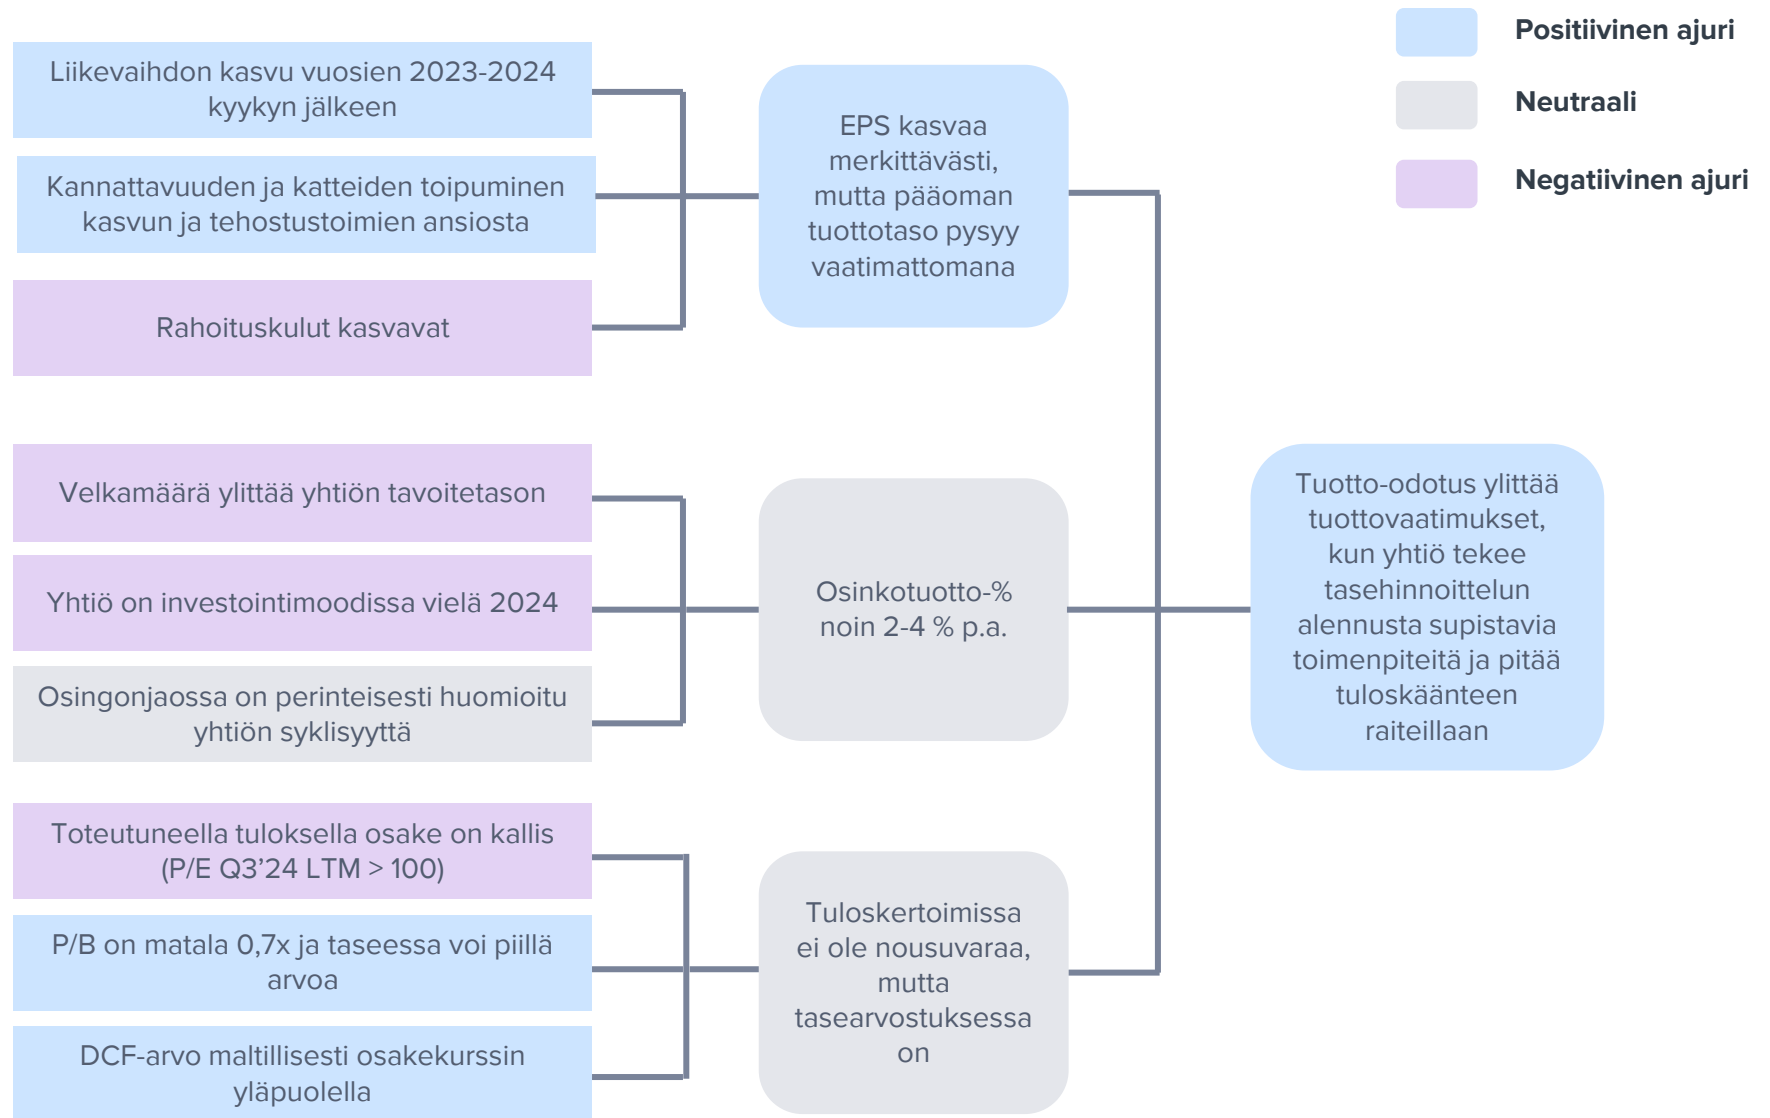 Positiivinen ajuri
Neutraali
Negatiivinen ajuri
Liikevaihdon kasvu vuosien 2023-2024
kyykyn jälkeen
Kannattavuuden ja katteiden toipuminen
kasvun ja tehostustoimien ansiosta
Rahoituskulut kasvavat
EPS kasvaa
merkittävästi,
mutta pääoman
tuottotaso pysyy
vaatimattomana
Velkamäärä ylittää yhtiön tavoitetason
Yhtiö on investointimoodissa vielä 2024
Osingonjaossa on perinteisesti huomioitu
yhtiön syklisyyttä
Osinkotuotto-%
noin 2-4 % p.a.
Toteutuneella tuloksella osake on kallis
(P/E Q3’24 LTM > 100)
P/B on matala 0,7x ja taseessa voi piillä
arvoa
DCF-arvo maltillisesti osakekurssin
yläpuolella
Tuloskertoimissa
ei ole nousuvaraa,
mutta
tasearvostuksessa
on
Tuotto-odotus ylittää
tuottovaatimukset,
kun yhtiö tekee
tasehinnoittelun
alennusta supistavia
toimenpiteitä ja pitää
tuloskäänteen
raiteillaan